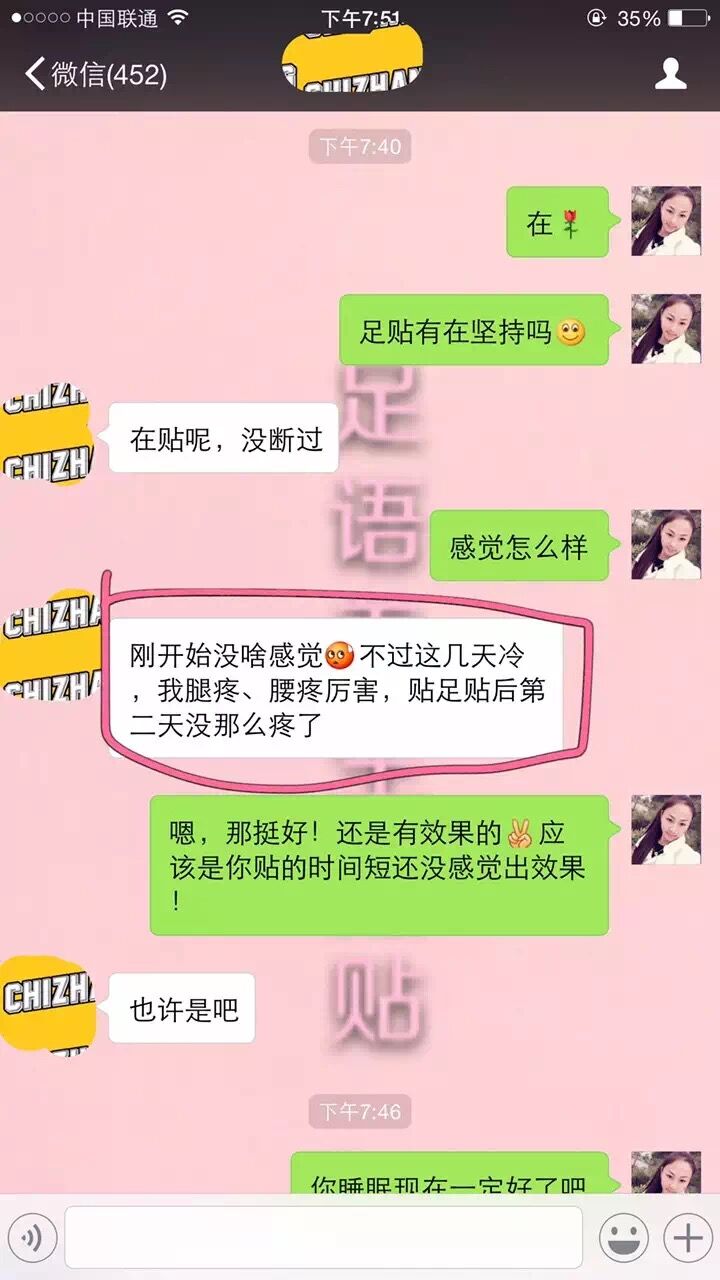 中国联通
下午7:51
35%
微信(452)
CHIZHAN
下午7:40
在
足贴有在坚持吗
CHIZH
CHIZH
在贴呢，没断过
感觉怎么样
CHIZHA
CHIZHA
刚开始没啥感觉 不过这几天冷
，我腿疼、腰疼厉害，贴足贴后第
二天没那么疼了
嗯，那挺好！还是有效果的 应
该是你贴的时间短还没感觉出效果
！
CHIZH
也许是吧
下午7:46
你睡眠现在一定好了吧
足
语
贴